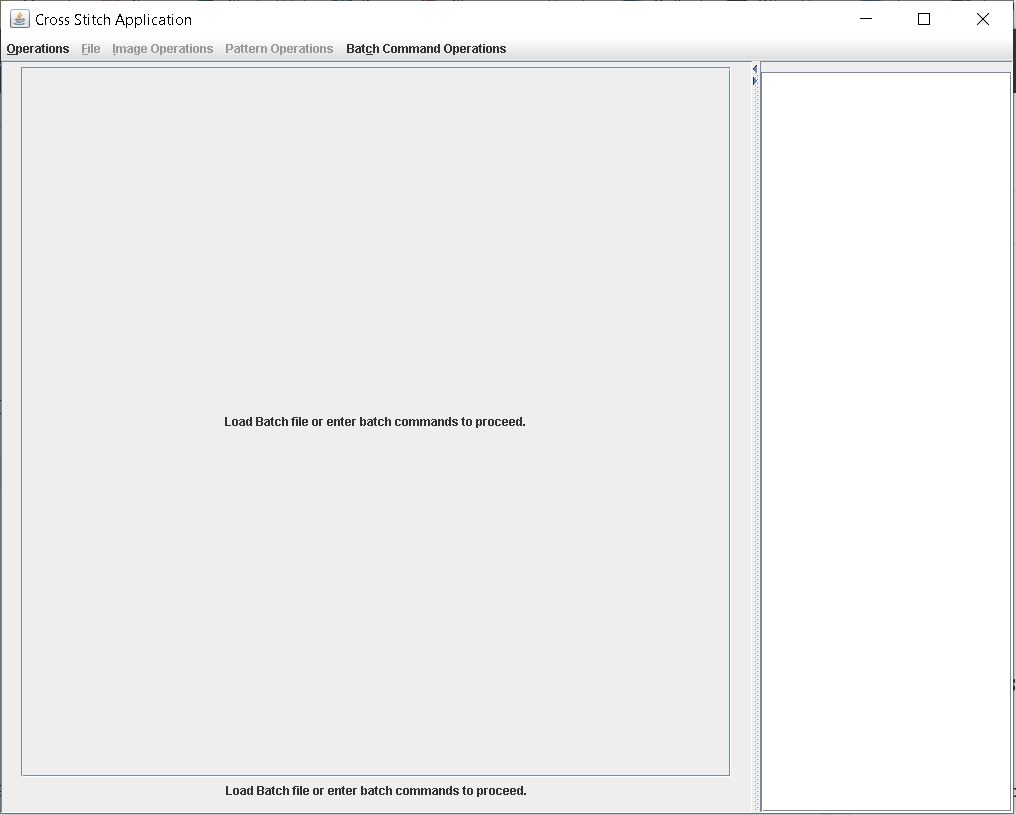 Cross Stitch Application
Operations File Image Operations Pattern Operations Batch Command Operations
Load Batch file or enter batch commands to proceed.
Load Batch file or enter batch commands to proceed.